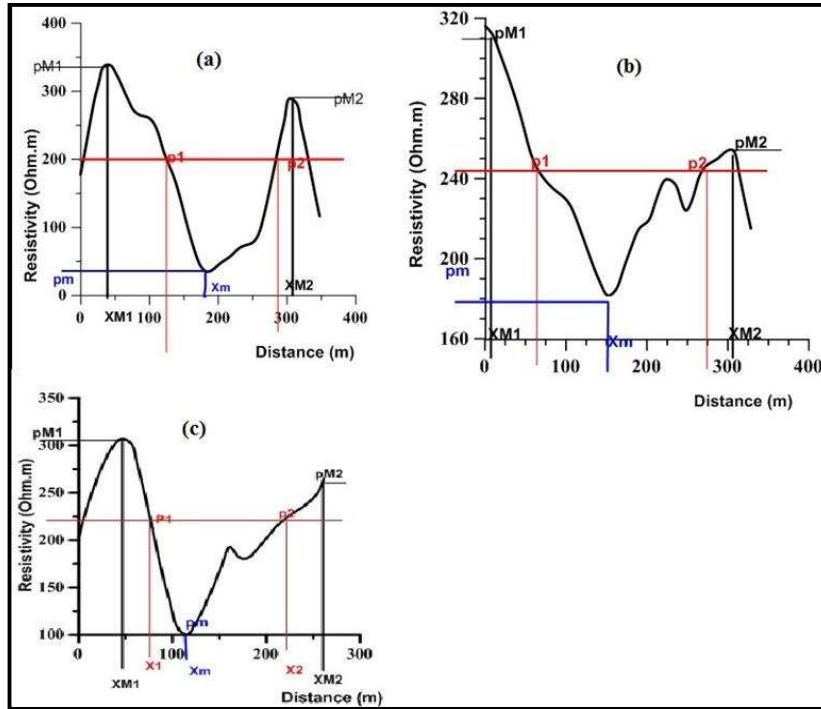 (a)
400
300
200
100
0
Resistivity (Ohm.m)
pM1
pM2
p1
p2
pm
Xm
XM1
XM2
0 100 200 300 400
Distance (m)
(b)
320
280
240
200
160
Resistivity (Ohm.m)
pM1
pM2
p1
p2
pm
XM1
Xm
XM2
0 100 200 300 400
Distance (m)
(c)
350
300
250
200
150
100
Resistivity (Ohm.m)
pM1
pM2
P1
p2
pm
0 100 200 300
X1
Xm
X2
XM1
XM2
Distance (m)